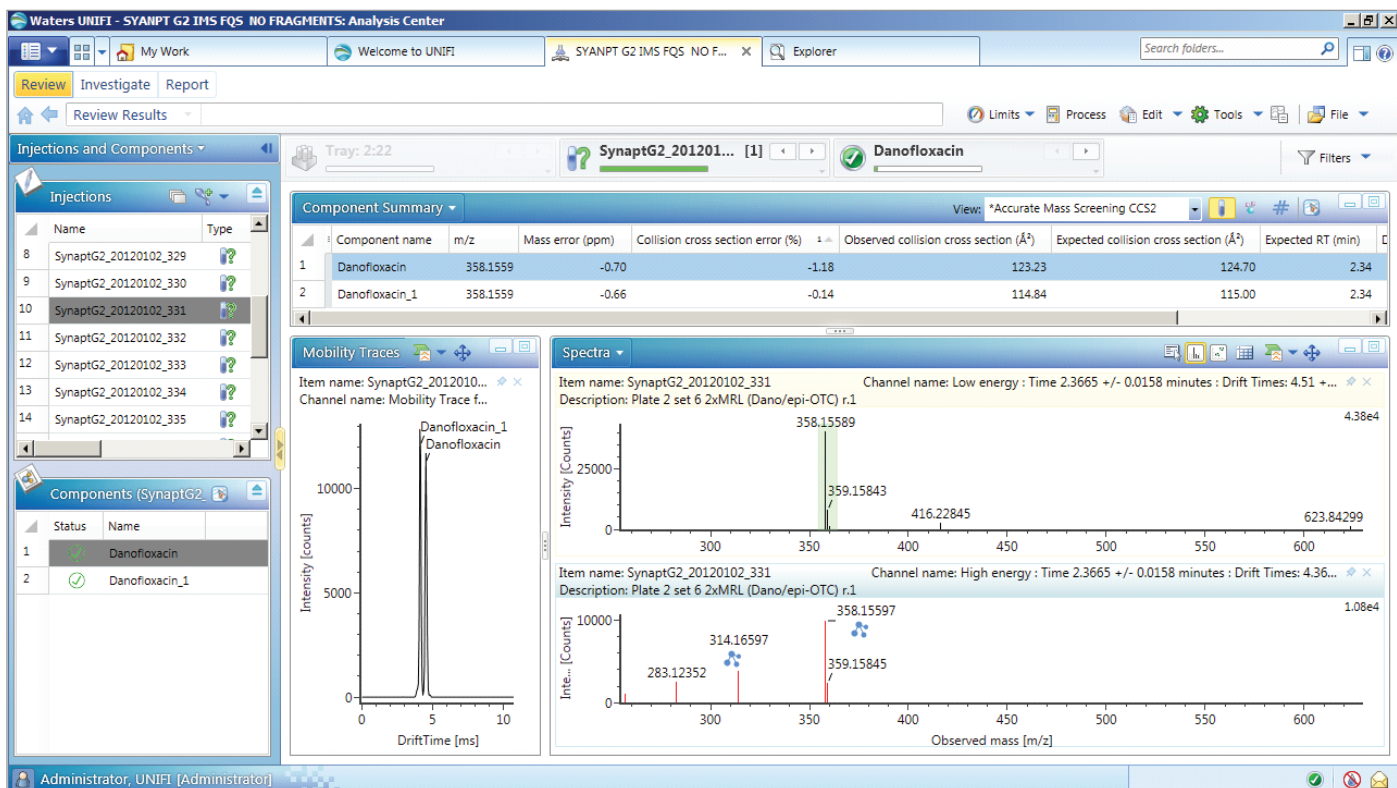 Waters UNIFI - SYANPT G2 IMS FQS NO FRAGMENTS: Analysis Center
My Work
Welcome to UNIFI
SYANPT G2 IMS FQS NO F...
Explorer
Search folders...
Review Investigate Report
Review Results
Limits Process Edit Tools File
Injections and Components
Tray: 2:22
SynaptG2_201201... [1]
Danofloxacin
Filters
Injections
Name Type
8 SynaptG2_20120102_329
9 SynaptG2_20120102_330
10 SynaptG2_20120102_331
11 SynaptG2_20120102_332
12 SynaptG2_20120102_333
13 SynaptG2_20120102_334
14 SynaptG2_20120102_335
Components (SynaptG2_
Status Name
1 Danofloxacin
2 Danofloxacin_1
Component Summary
View: *Accurate Mass Screening CCS2
Component name m/z Mass error (ppm) Collision cross section error (%) 1 Observed collision cross section (Å²) Expected collision cross section (Å²) Expected RT (min)
1 Danofloxacin 358.1559 -0.70 -1.18 123.23 124.70 2.34
2 Danofloxacin_1 358.1559 -0.66 -0.14 114.84 115.00 2.34
Mobility Traces
Item name: SynaptG2_2012010...
Channel name: Mobility Trace f...
Danofloxacin_1
Danofloxacin
Intensity [counts]
10000
5000
0
0 5 10
DriftTime [ms]
Spectra
Item name: SynaptG2_20120102_331 Channel name: Low energy : Time 2.3665 +/- 0.0158 minutes : Drift Times: 4.51 +...
Description: Plate 2 set 6 2xMRL (Dano/epi-OTC) r.1
4.38e4
358.15589
359.15843
416.22845
623.84299
Intensity [Counts]
25000
0
300 350 400 450 500 550 600
Item name: SynaptG2_20120102_331 Channel name: High energy : Time 2.3665 +/- 0.0158 minutes : Drift Times: 4.36...
Description: Plate 2 set 6 2xMRL (Dano/epi-OTC) r.1
1.08e4
358.15597
314.16597
359.15845
283.12352
Inte... [Counts]
10000
0
300 350 400 450 500 550 600
Observed mass [m/z]
Administrator, UNIFI [Administrator]